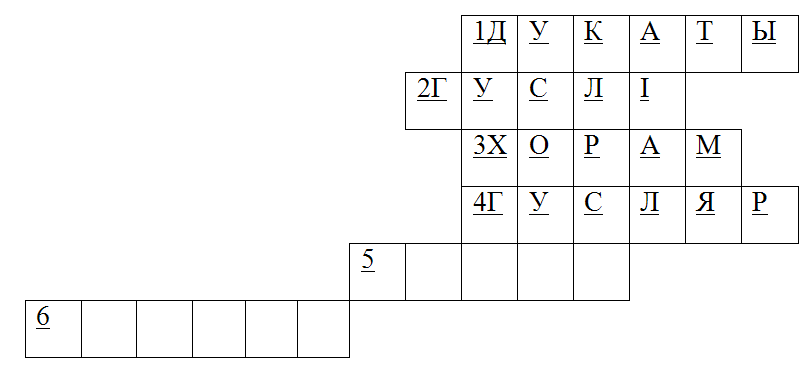 1Д У К А Т Ы
2Г У С Л І
3Х О Р А М
4Г У С Л Я Р
5
6